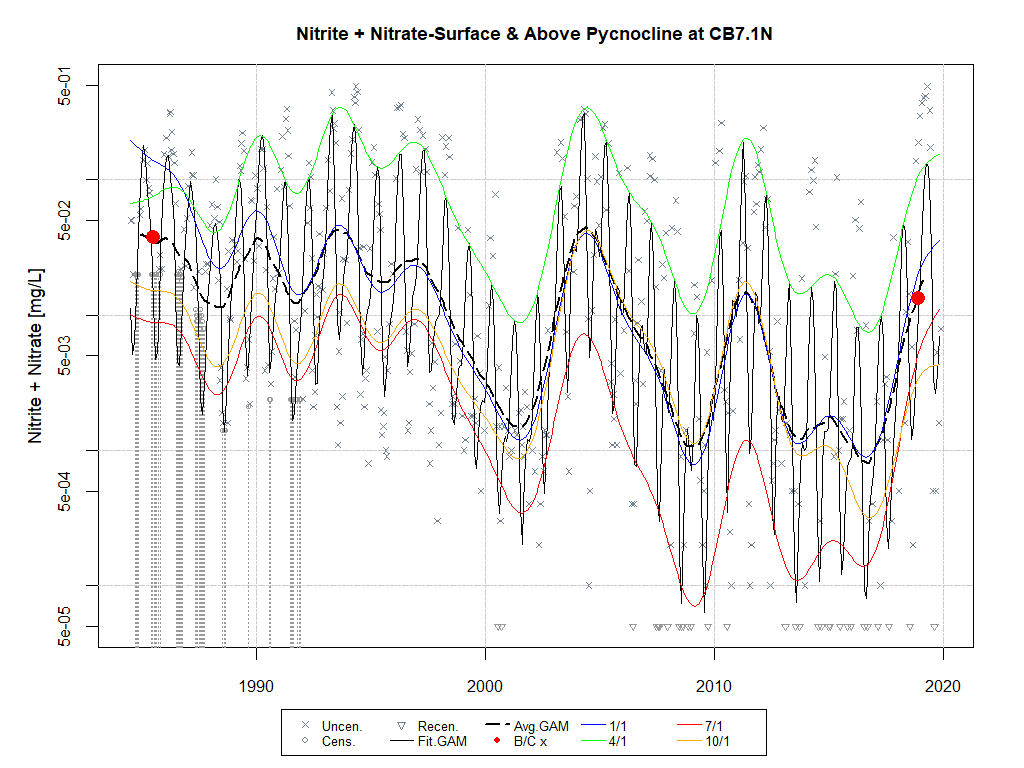 Nitrite + Nitrate-Surface & Above Pycnocline at CB7.1N
Nitrite + Nitrate [mg/L]
5e-01
5e-02
5e-03
5e-04
5e-05
1990 2000 2010 2020
Uncen. Recen. Avg.GAM 1/1 7/1
Cens. Fit.GAM B/C x 4/1 10/1